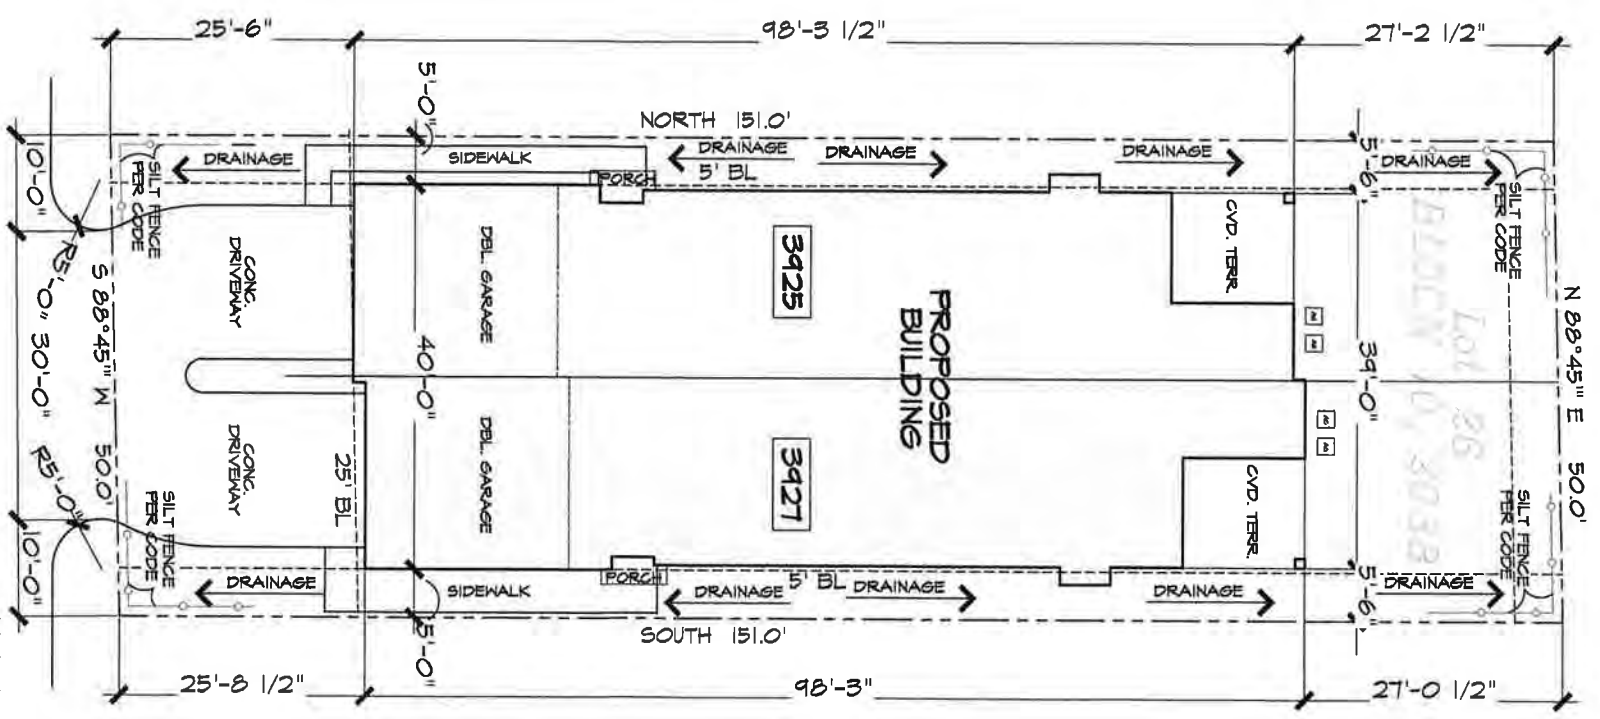 25'-6"
98'-3 1/2"
27'-2 1/2"
5'-0"
NORTH 151.0'
10'-0"
DRAINAGE
SIDEWALK
DRAINAGE
DRAINAGE
DRAINAGE
DRAINAGE
5'-6"
PORCH
5' BL
SILT FENCE
PER CODE
SILT FENCE
PER CODE
R5'-0"
CONC.
DRIVEWAY
DBL. GARAGE
3925
CVD. TERR.
PROPOSED
BUILDING
S 88°45'" W 50.0'
30'-0"
40'-0"
39'-0"
N 88°45'" E 50.0'
Lot 26
R5'-0"
CONC.
DRIVEWAY
25' BL
DBL. GARAGE
3927
CVD. TERR.
SILT FENCE
PER CODE
SILT FENCE
PER CODE
10'-0"
DRAINAGE
SIDEWALK
PORCH
5' BL
DRAINAGE
DRAINAGE
DRAINAGE
DRAINAGE
5'-6"
5'-0"
SOUTH 151.0'
25'-8 1/2"
98'-3"
27'-0 1/2"